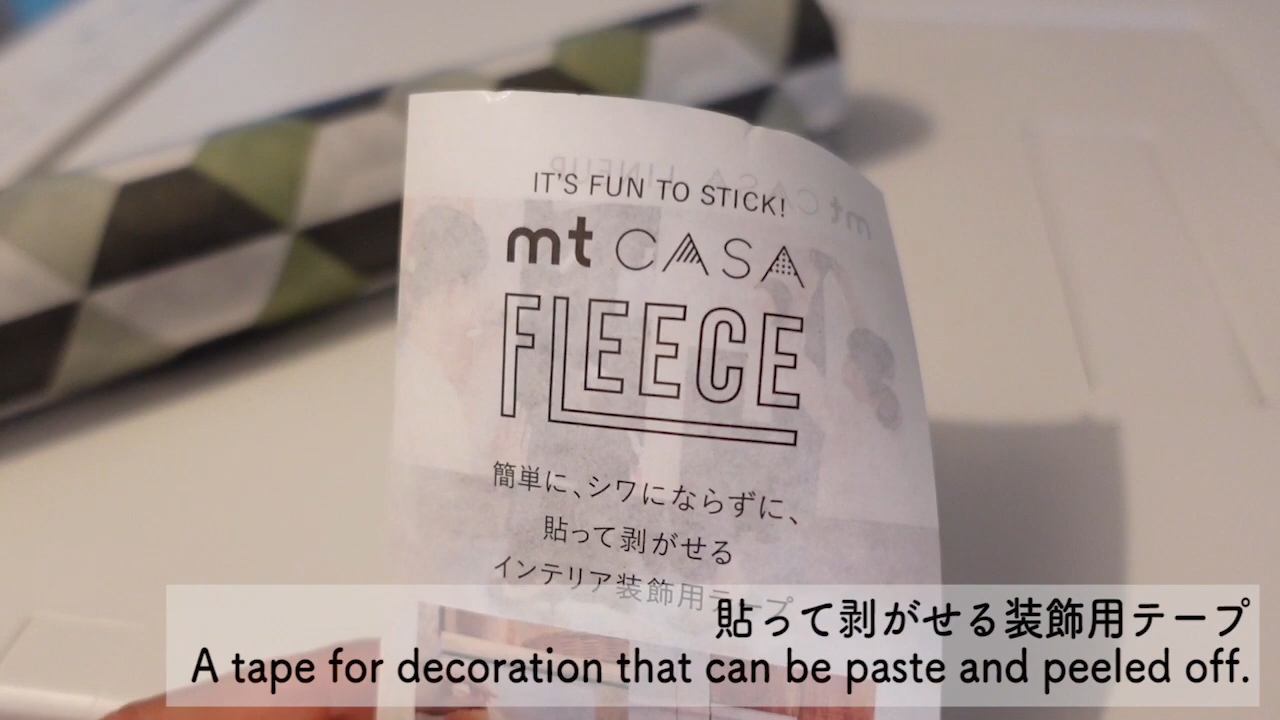 IT'S FUN TO STICK!
mt CASA
FLEECE
簡単に、シワにならずに、
貼って剥がせる
インテリア装飾用テープ
貼って剥がせる装飾用テープ
A tape for decoration that can be paste and peeled off.